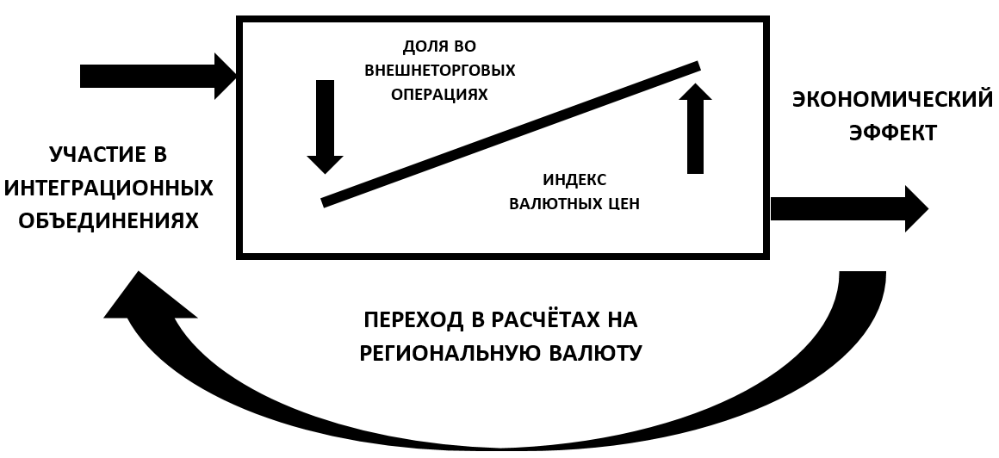 ДОЛЯ ВО
ВНЕШНЕТОРГОВЫХ
ОПЕРАЦИЯХ
ЭКОНОМИЧЕСКИЙ
ЭФФЕКТ
УЧАСТИЕ В
ИНТЕГРАЦИОННЫХ
ОБЪЕДИНЕНИЯХ
ИНДЕКС
ВАЛЮТНЫХ ЦЕН
ПЕРЕХОД В РАСЧЁТАХ НА
РЕГИОНАЛЬНУЮ ВАЛЮТУ